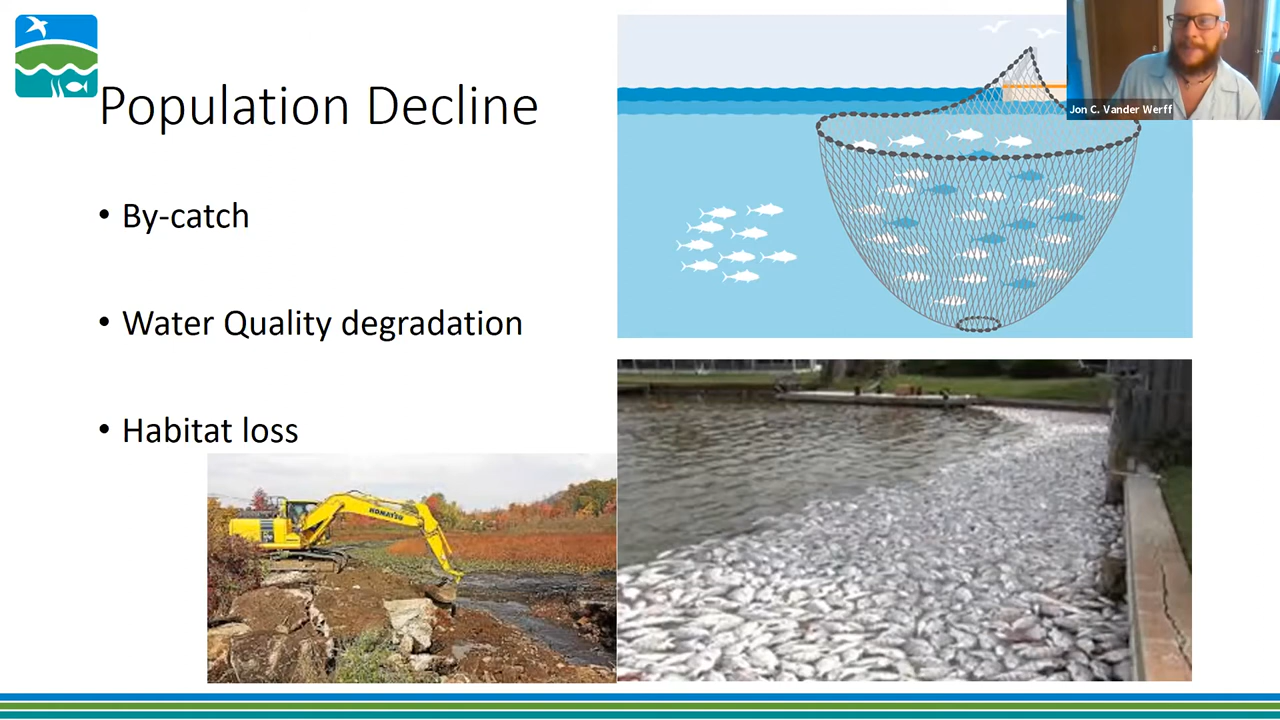 Population Decline
Jon C. Vander Werff
• By-catch
• Water Quality degradation
• Habitat loss
KOMATSU